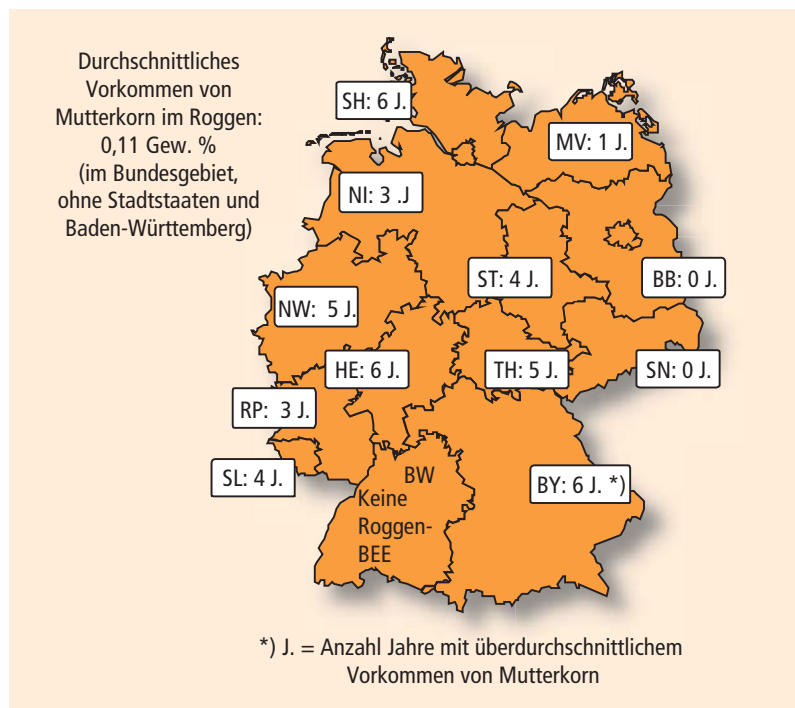 Durchschnittliches
Vorkommen von
Mutterkorn im Roggen:
0,11 Gew. %
(im Bundesgebiet,
ohne Stadtstaaten und
Baden-Württemberg)
SH: 6 J.
MV: 1 J.
NI: 3 .J
ST: 4 J.
BB: 0 J.
NW: 5 J.
HE: 6 J.
TH: 5 J.
SN: 0 J.
RP: 3 J.
SL: 4 J.
BW
Keine
Roggen-
BEE
BY: 6 J. *)
*) J. = Anzahl Jahre mit überdurchschnittlichem
Vorkommen von Mutterkorn